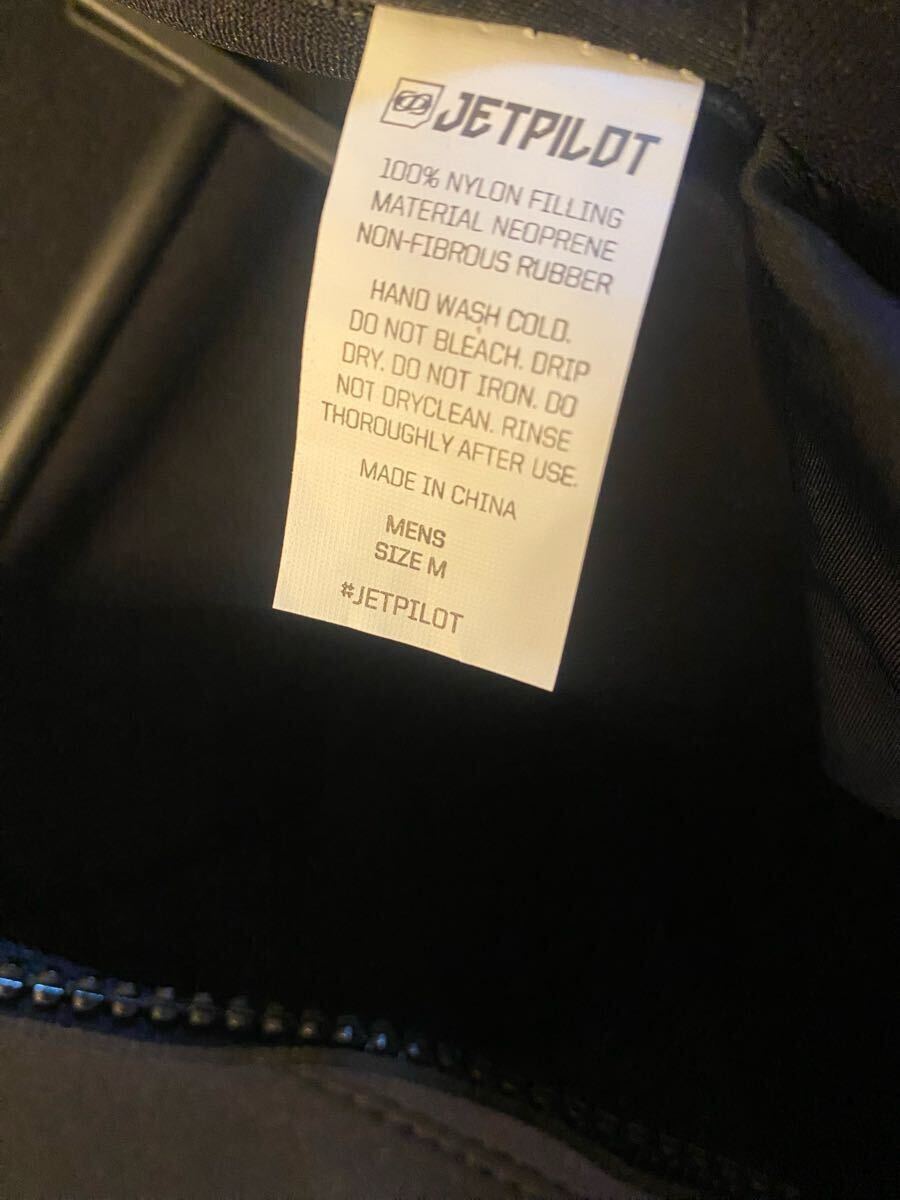 JETPILOT
100% NYLON FILLING
MATERIAL NEOPRENE
NON-FIBROUS RUBBER
HAND WASH COLD.
DO NOT BLEACH. DRIP
DRY. DO NOT IRON. DO
NOT DRYCLEAN. RINSE
THOROUGHLY AFTER USE.
MADE IN CHINA
MENS
SIZE M
#JETPILOT